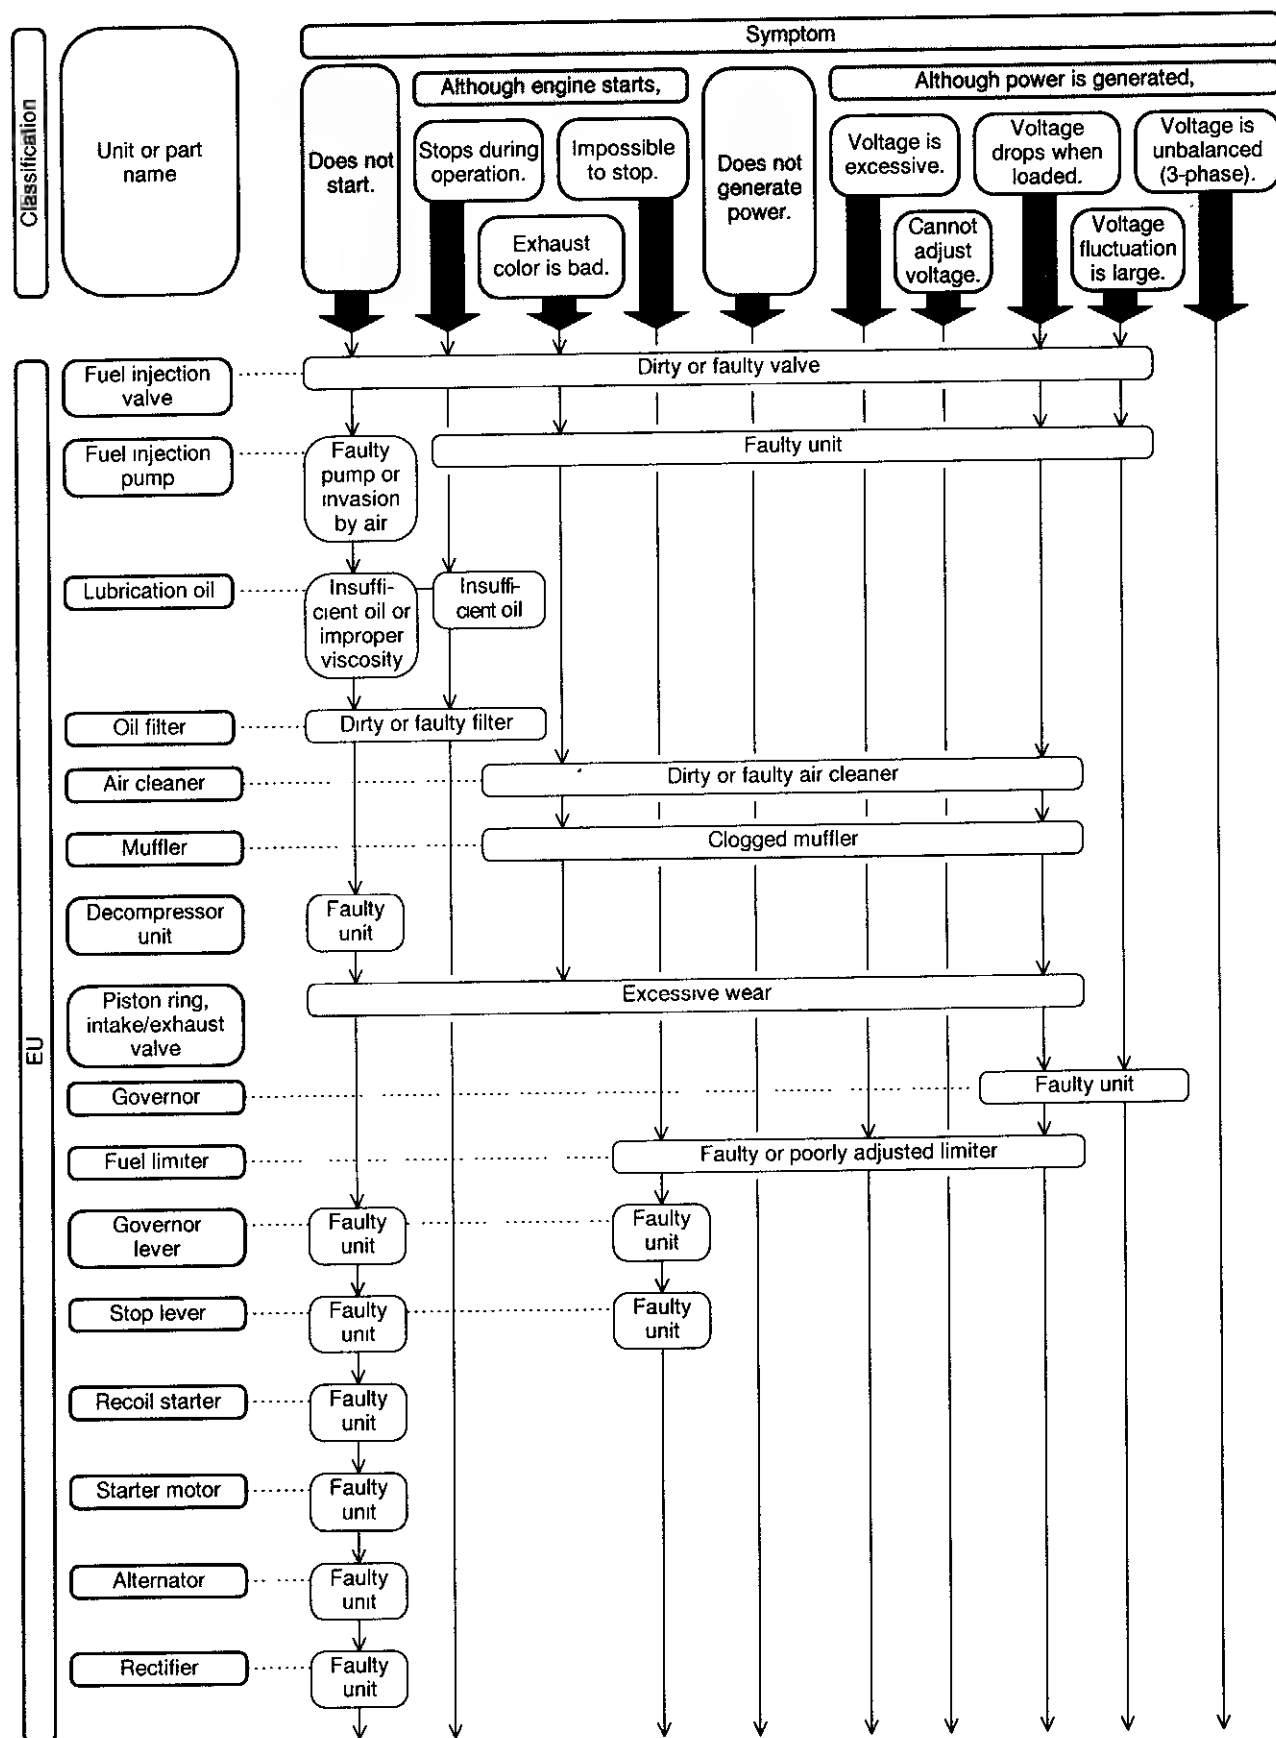 Symptom
Classification
Unit or part
name
Does not
start.
Although engine starts,
Stops during
operation.
Impossible
to stop.
Exhaust
color is bad.
Does not
generate
power.
Although power is generated,
Voltage is
excessive.
Voltage
drops when
loaded.
Voltage is
unbalanced
(3-phase).
Cannot
adjust
voltage.
Voltage
fluctuation
is large.
EU
Fuel injection
valve
Dirty or faulty valve
Fuel injection
pump
Faulty
pump or
invasion
by air
Faulty unit
Lubrication oil
Insuffi-
cient oil or
improper
viscosity
Insuffi-
cient oil
Oil filter
Dirty or faulty filter
Air cleaner
Dirty or faulty air cleaner
Muffler
Clogged muffler
Decompressor
unit
Faulty
unit
Piston ring,
intake/exhaust
valve
Excessive wear
Governor
Faulty unit
Fuel limiter
Faulty or poorly adjusted limiter
Governor
lever
Faulty
unit
Faulty
unit
Stop lever
Faulty
unit
Faulty
unit
Recoil starter
Faulty
unit
Starter motor
Faulty
unit
Alternator
Faulty
unit
Rectifier
Faulty
unit